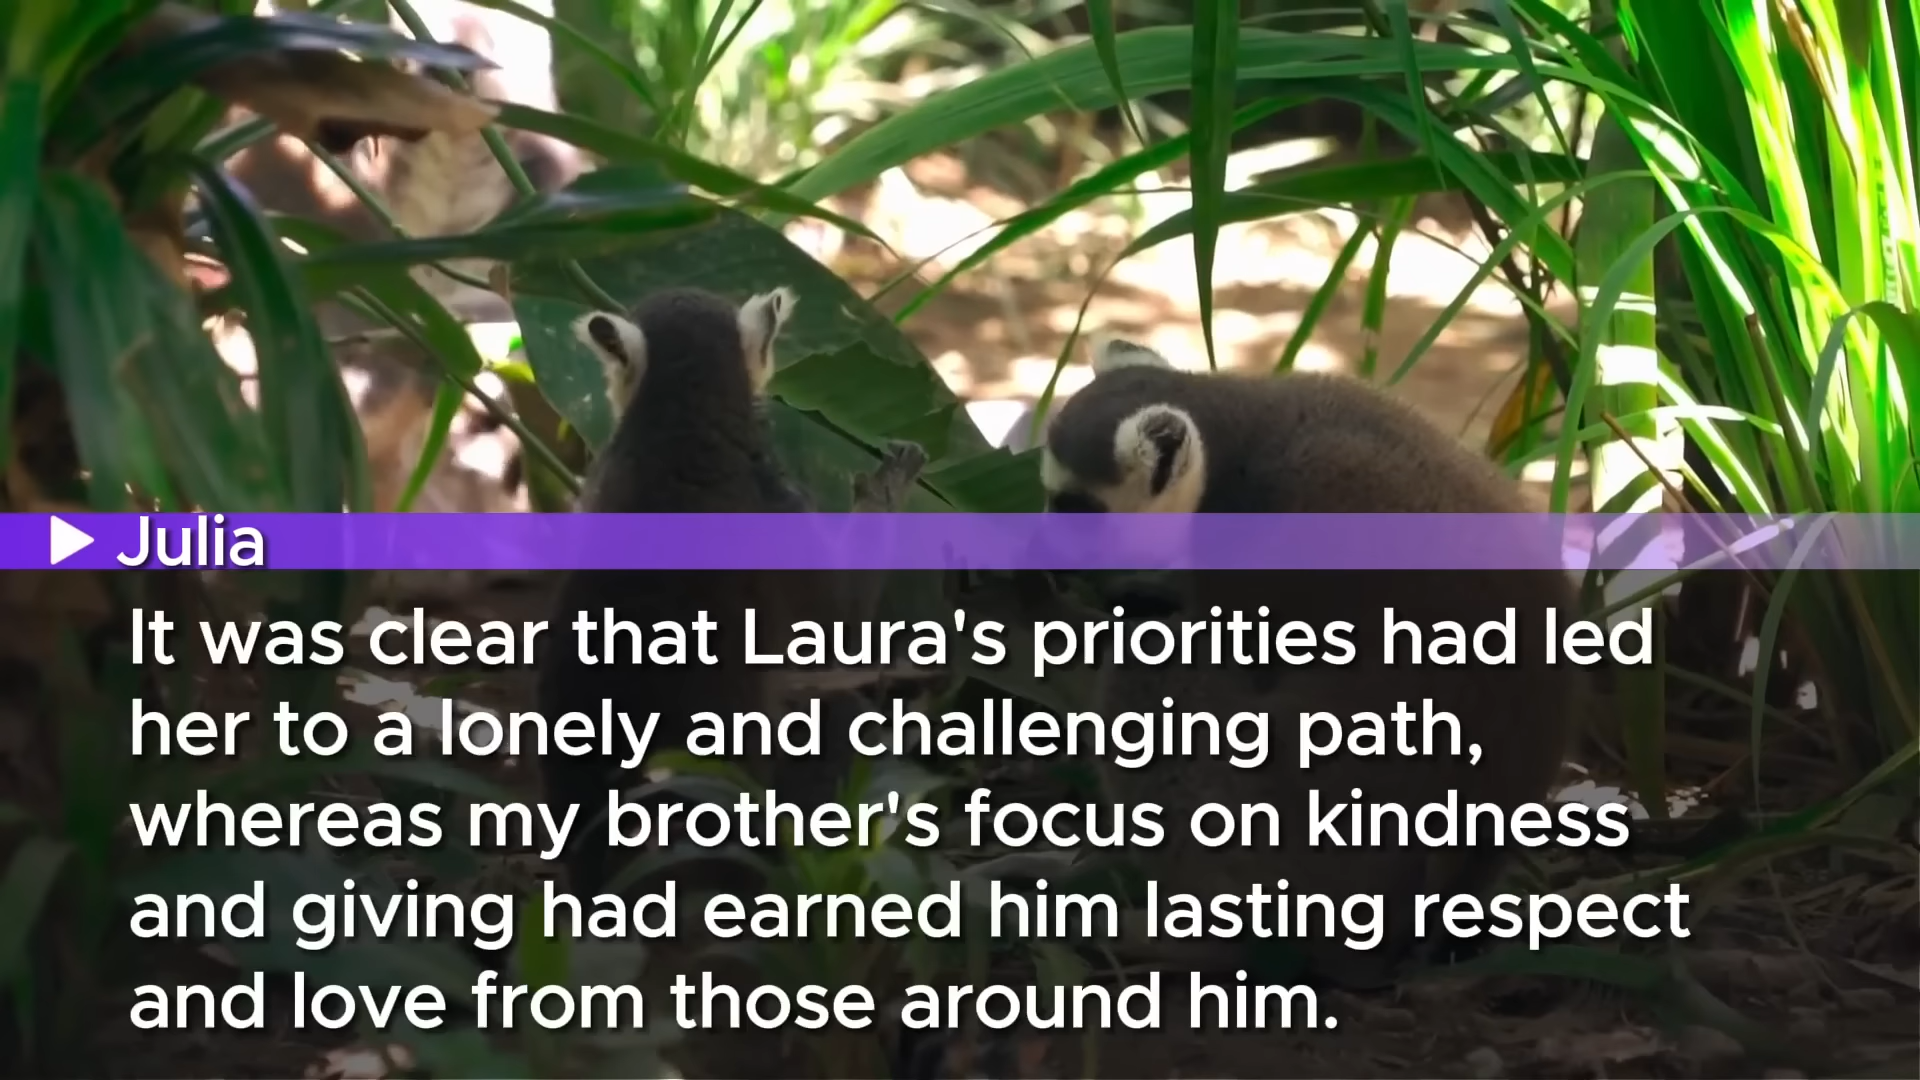 Julia
It was clear that Laura's priorities had led
her to a lonely and challenging path,
whereas my brother's focus on kindness
and giving had earned him lasting respect
and love from those around him.